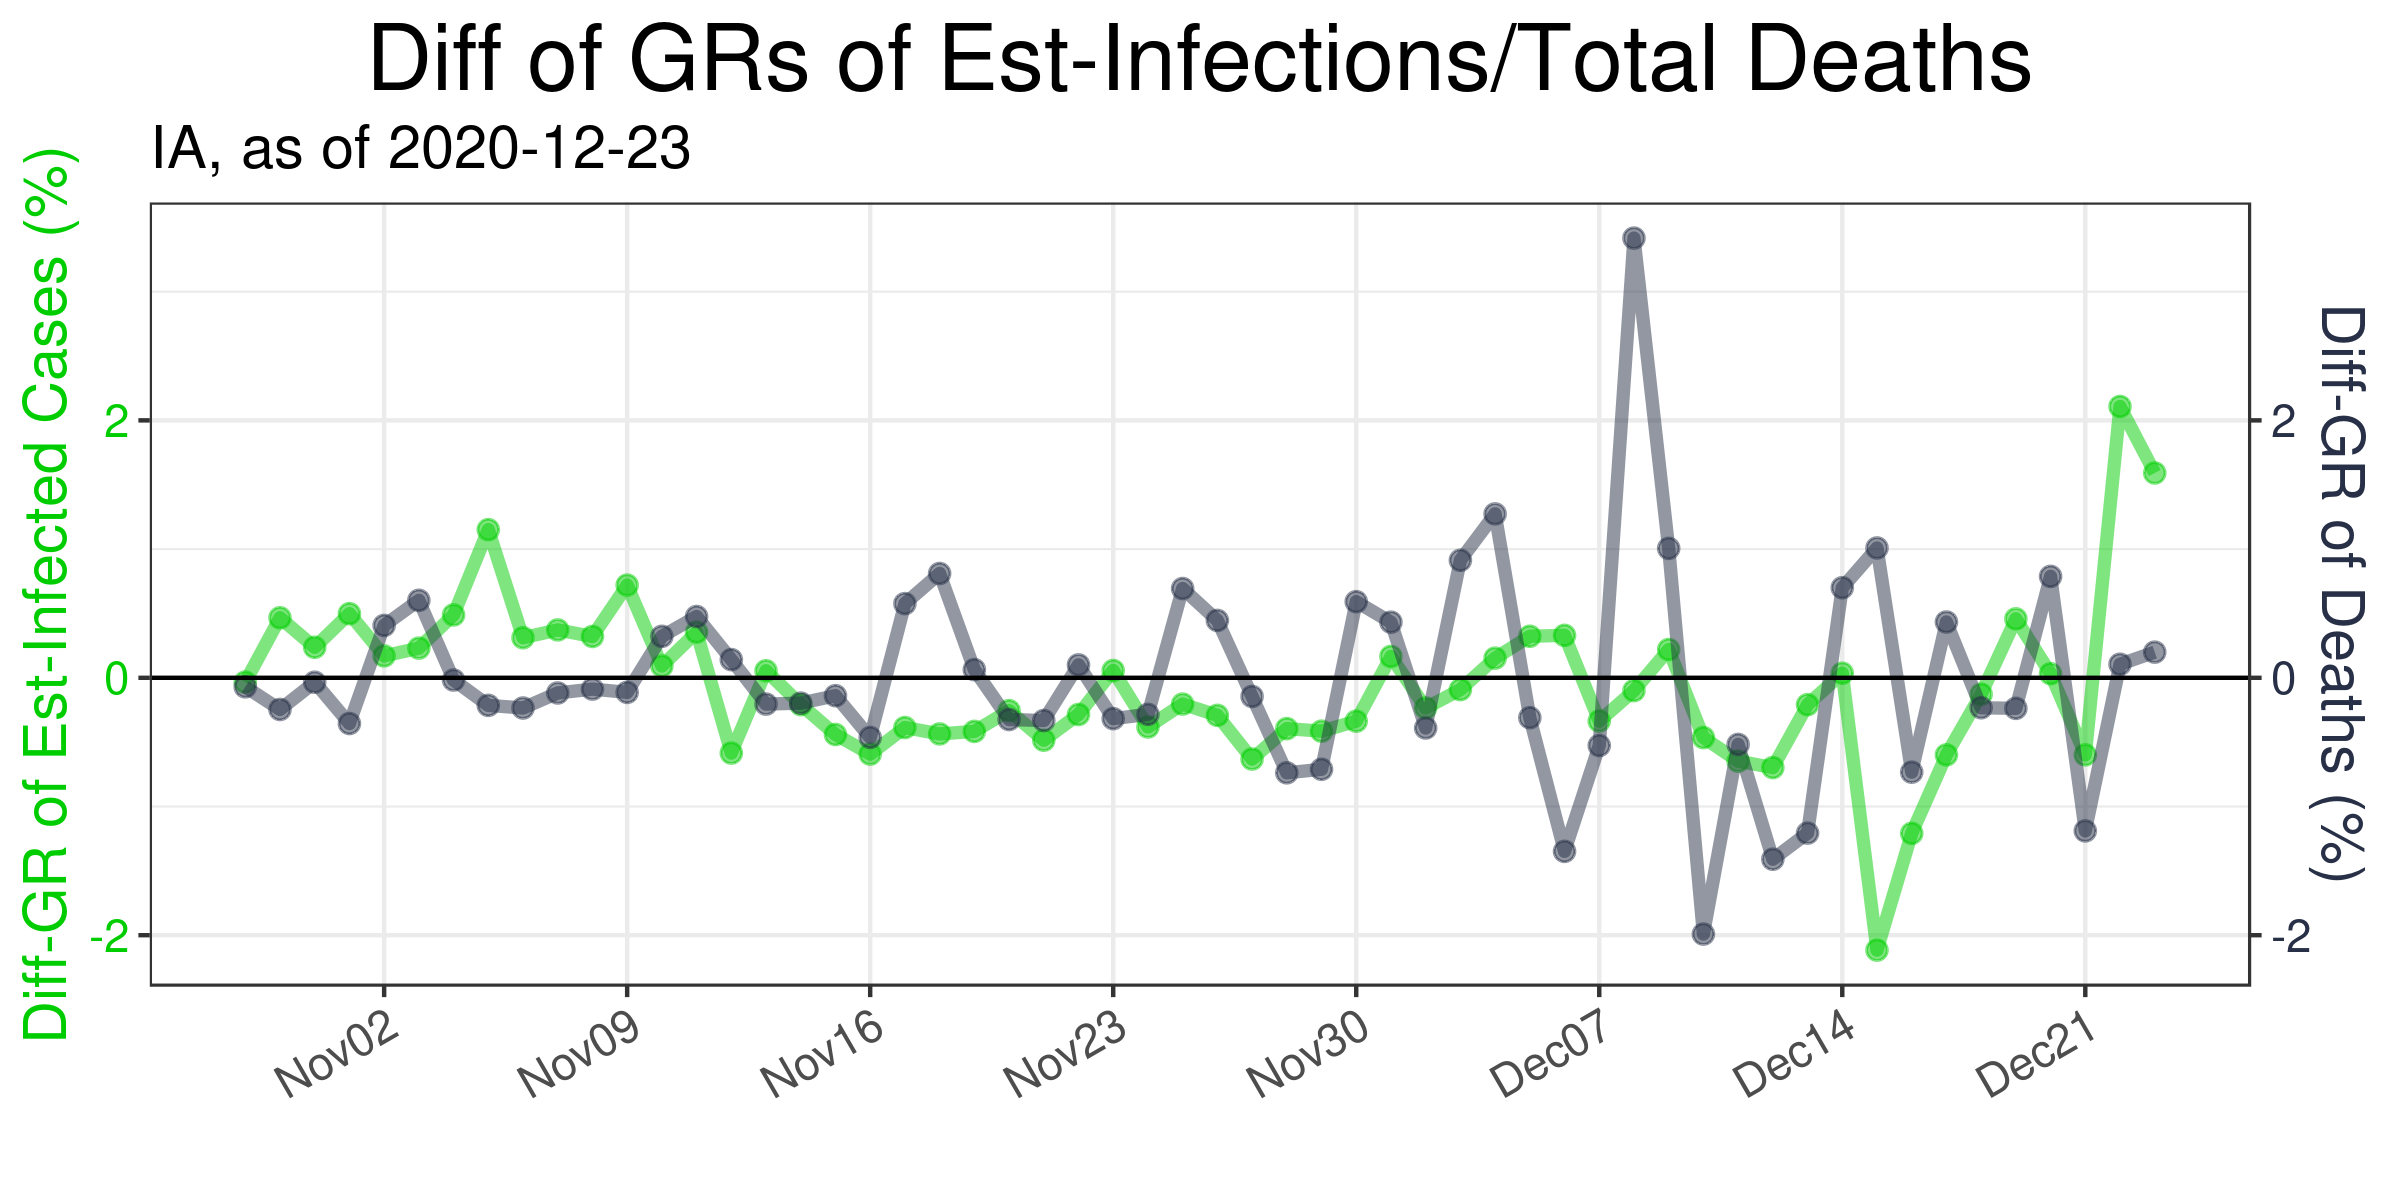 Diff of GRs of Est-Infections/Total Deaths
IA, as of 2020-12-23
Diff-GR of Est-Infected Cases (%)
2
0
-2
2
0
-2
Diff-GR of Deaths (%)
Nov02
Nov09
Nov16
Nov23
Nov30
Dec07
Dec14
Dec21